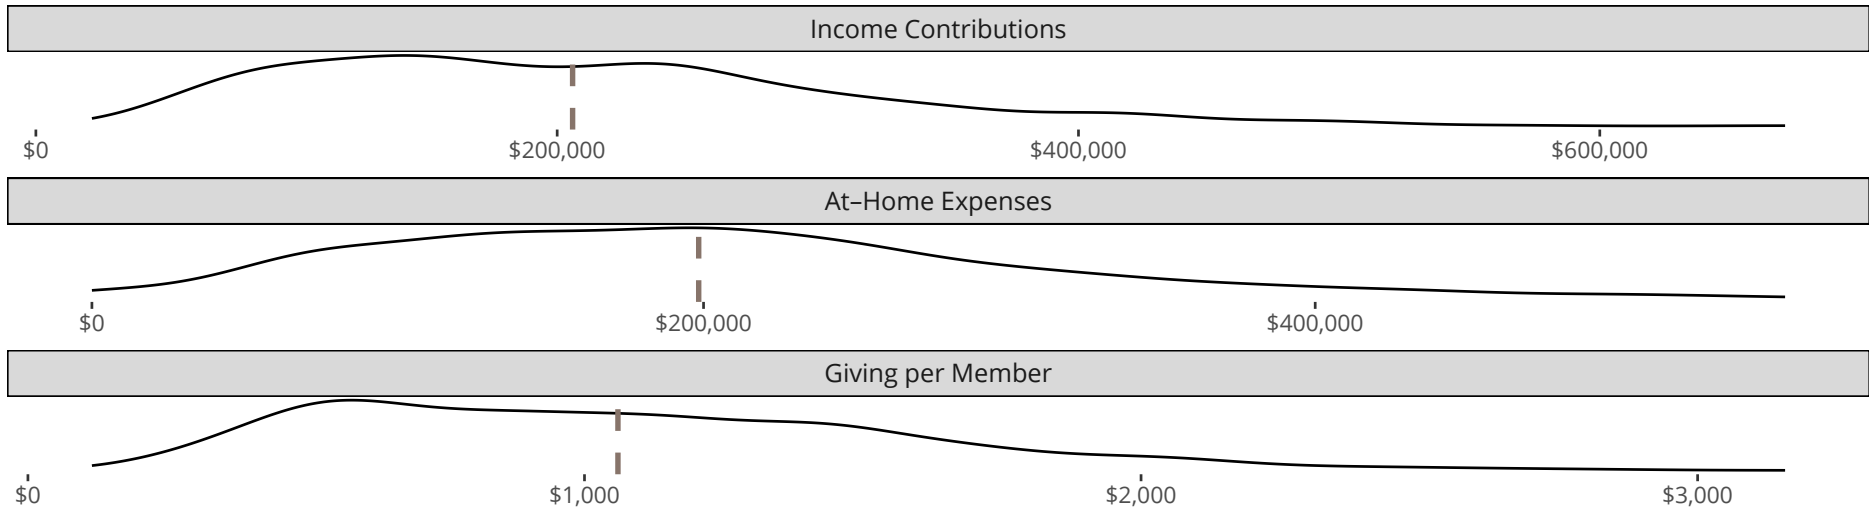 Income Contributions
$0 $200,000 $400,000 $600,000
At–Home Expenses
$0 $200,000 $400,000
Giving per Member
$0 $1,000 $2,000 $3,000